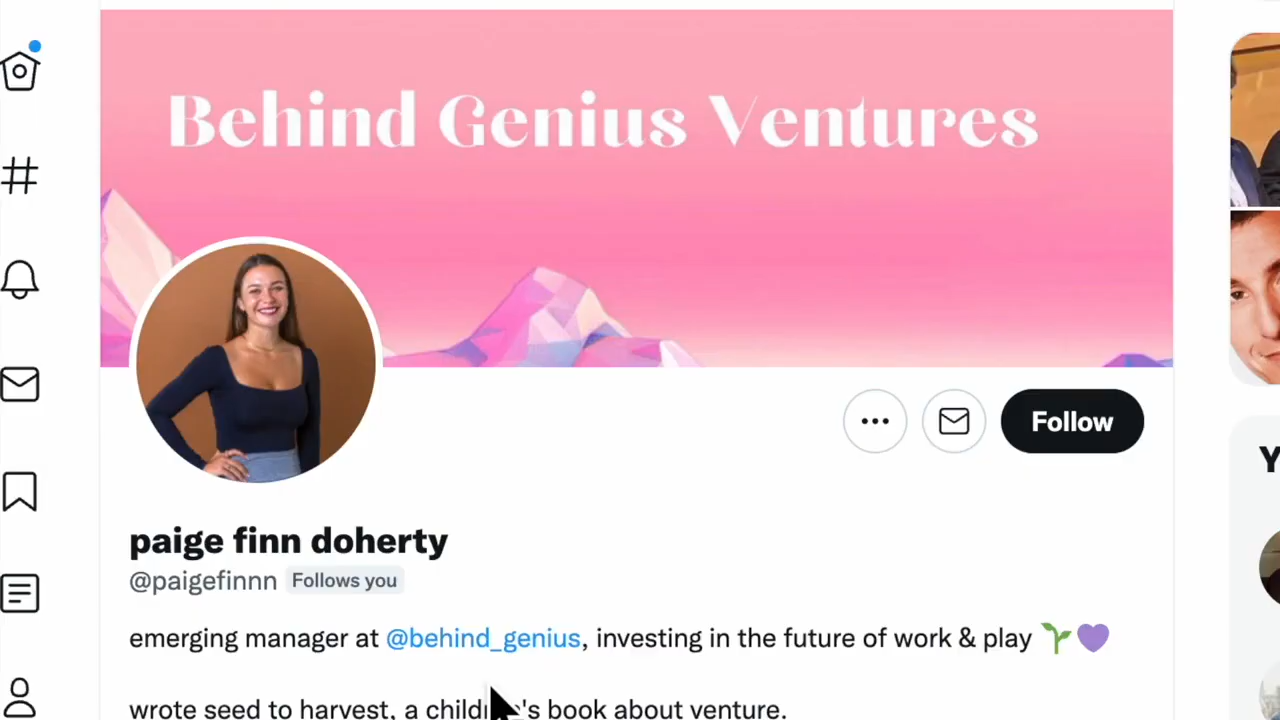 Behind Genius Ventures
Follow
paige finn doherty
@paigefinnn Follows you
emerging manager at @behind_genius, investing in the future of work & play 🌱💜
wrote seed to harvest, a children's book about venture.
Y